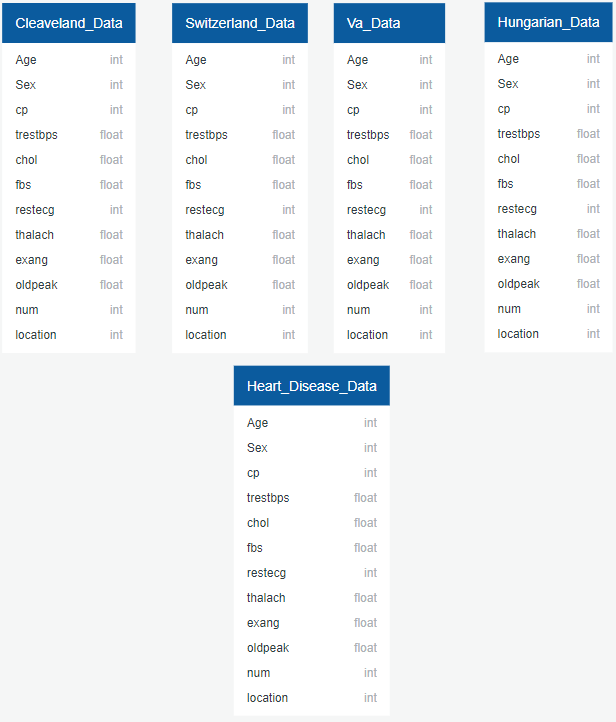 Cleaveland_Data
Age int
Sex int
cp int
trestbps float
chol float
fbs float
restecg int
thalach float
exang float
oldpeak float
num int
location int
Switzerland_Data
Age int
Sex int
cp int
trestbps float
chol float
fbs float
restecg int
thalach float
exang float
oldpeak float
num int
location int
Va_Data
Age int
Sex int
cp int
trestbps float
chol float
fbs float
restecg int
thalach float
exang float
oldpeak float
num int
location int
Hungarian_Data
Age int
Sex int
cp int
trestbps float
chol float
fbs float
restecg int
thalach float
exang float
oldpeak float
num int
location int
Heart_Disease_Data
Age int
Sex int
cp int
trestbps float
chol float
fbs float
restecg int
thalach float
exang float
oldpeak float
num int
location int